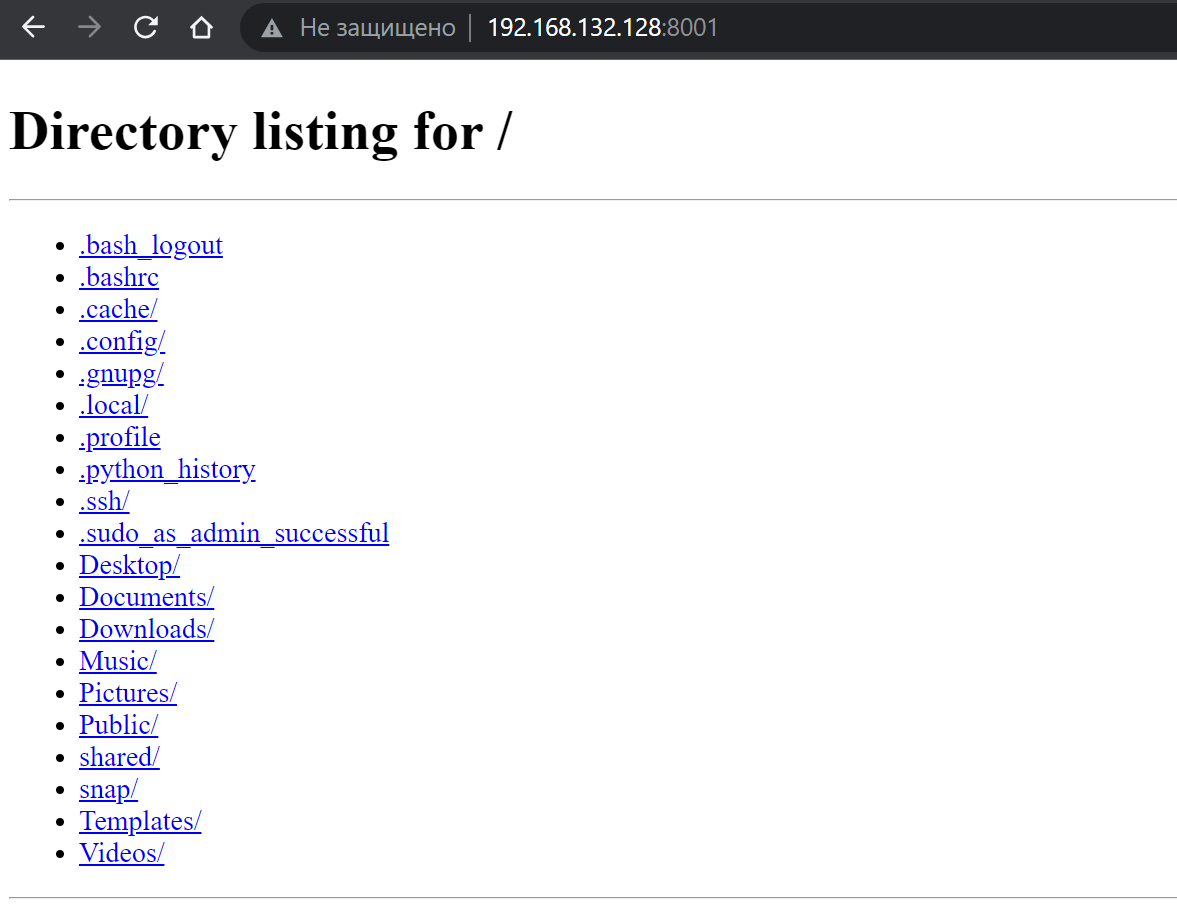 Не защищено 192.168.132.128:8001
Directory listing for /
.bash_logout
.bashrc
.cache/
.config/
.gnupg/
.local/
.profile
.python_history
.ssh/
.sudo_as_admin_successful
Desktop/
Documents/
Downloads/
Music/
Pictures/
Public/
shared/
snap/
Templates/
Videos/